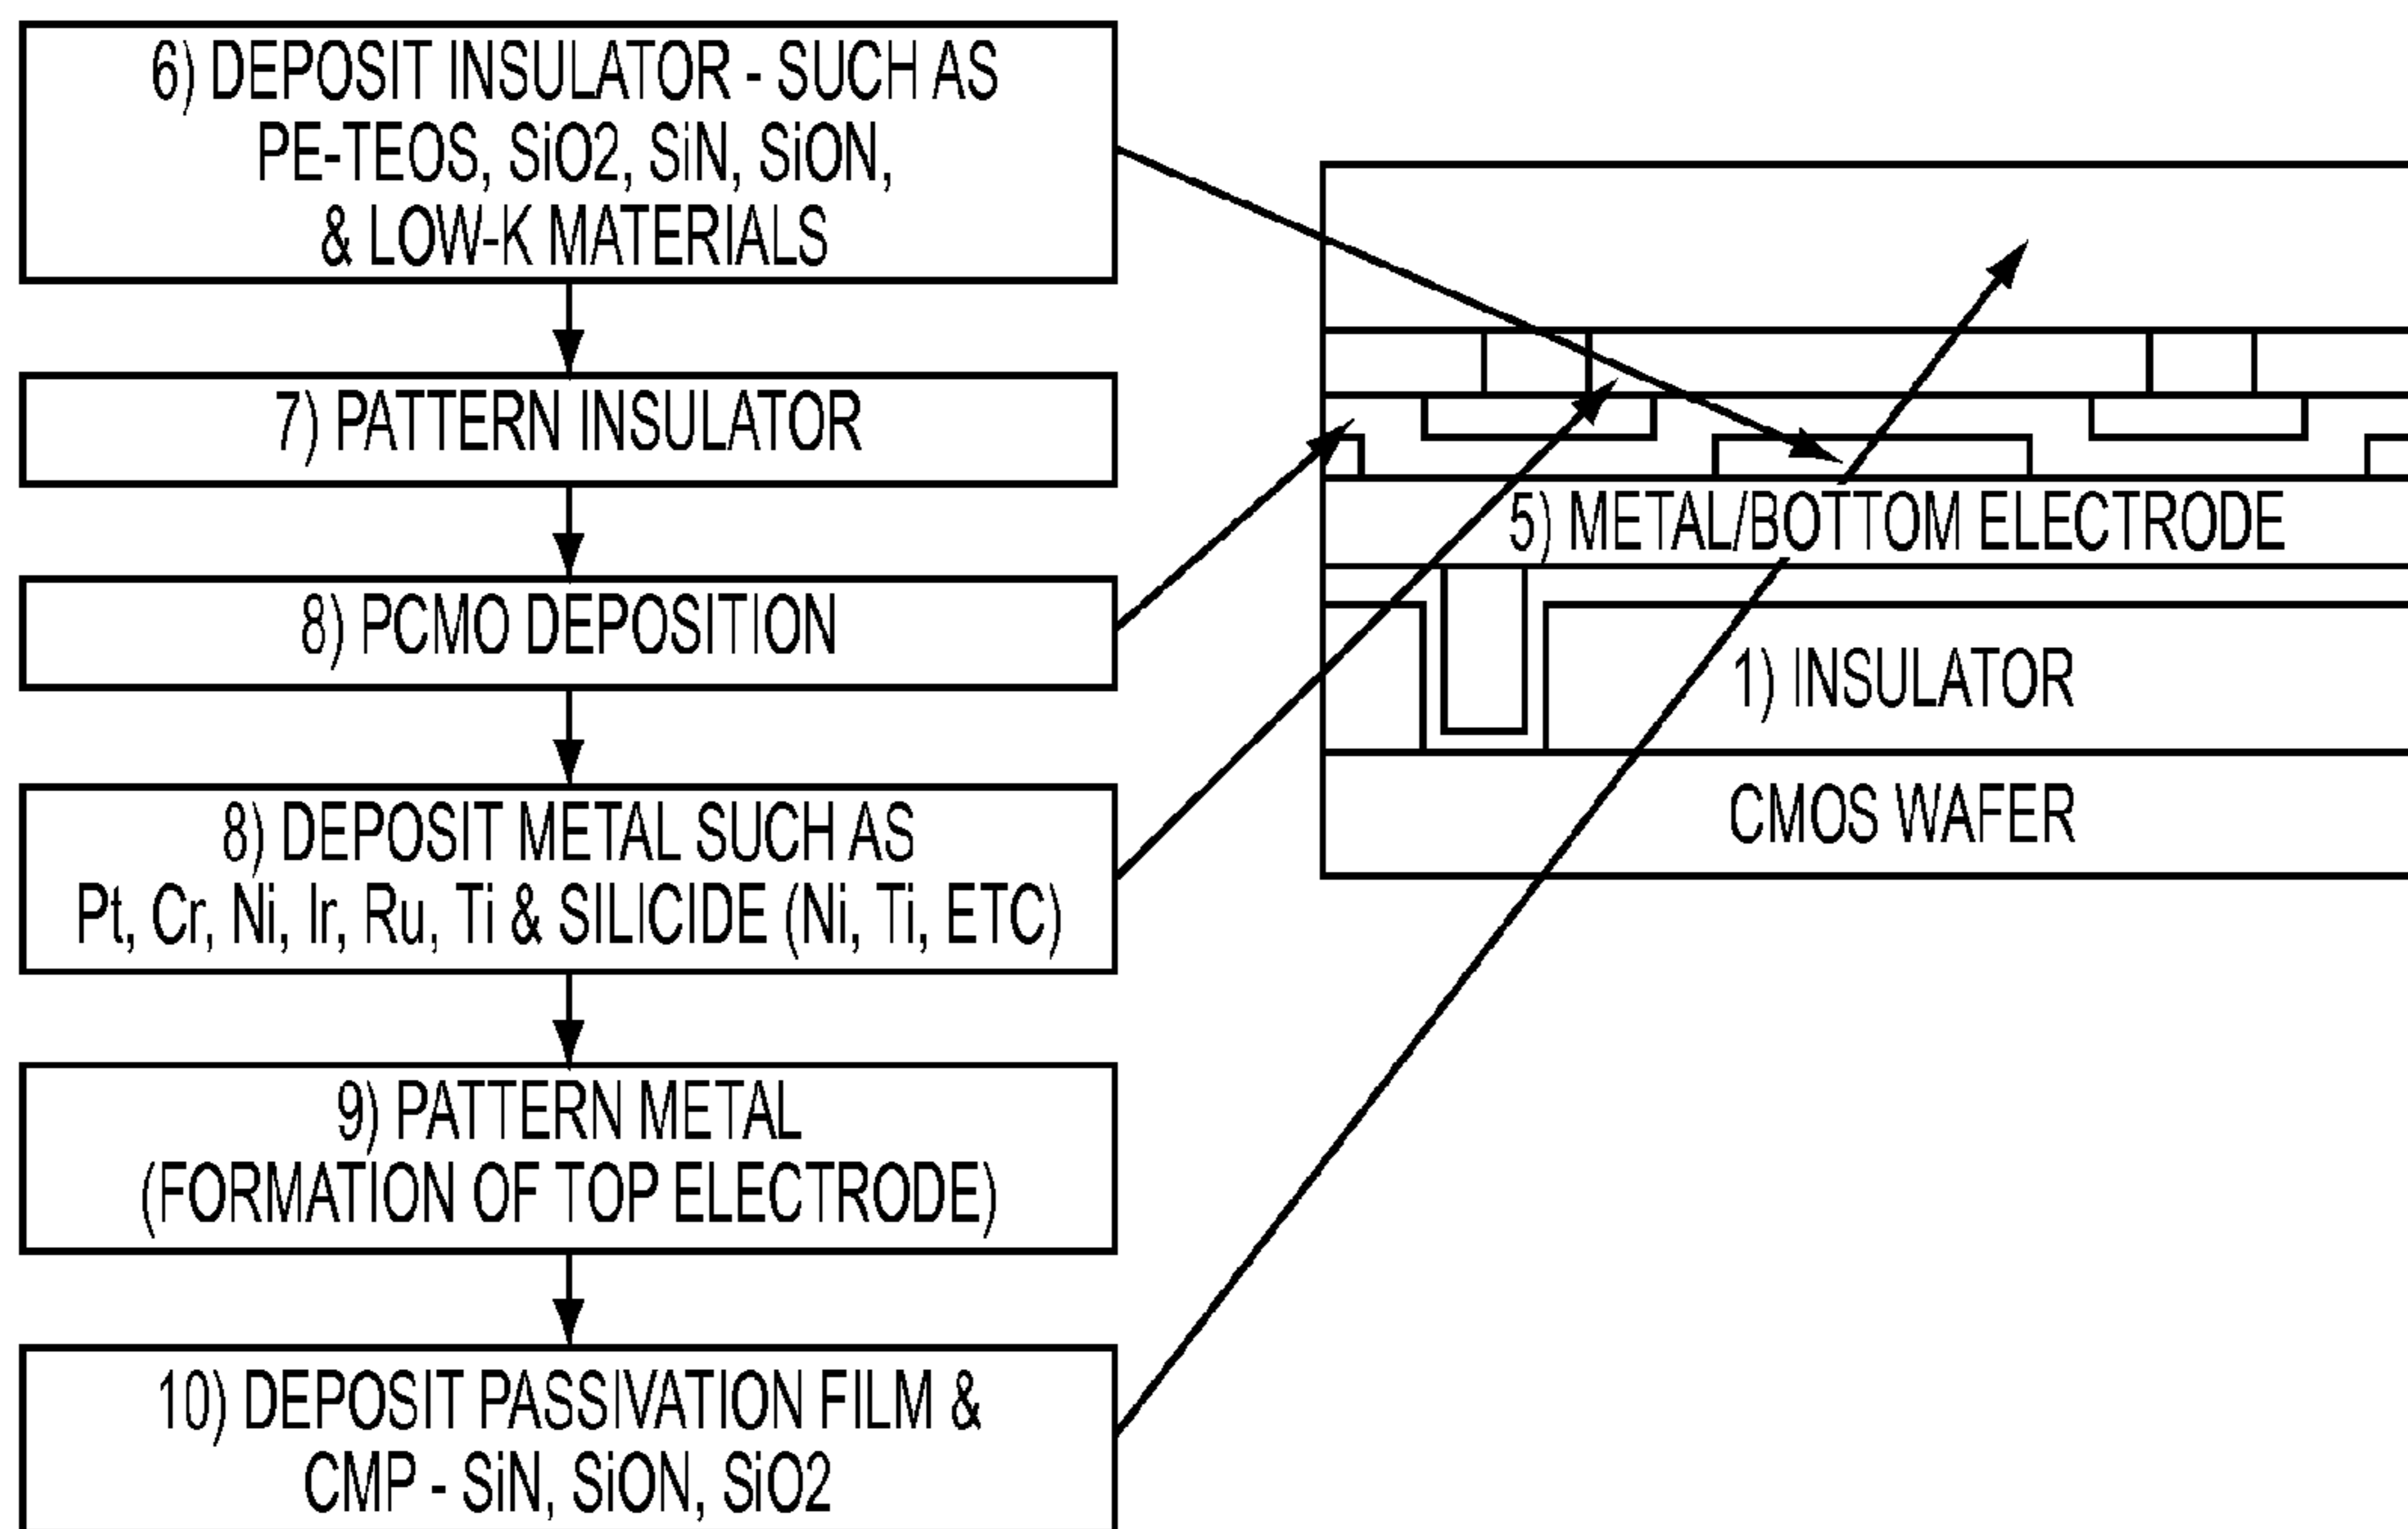 6) DEPOSIT INSULATOR - SUCH AS
PE-TEOS, SiO2, SiN, SiON,
& LOW-K MATERIALS
7) PATTERN INSULATOR
8) PCMO DEPOSITION
8) DEPOSIT METAL SUCH AS
Pt, Cr, Ni, Ir, Ru, Ti & SILICIDE (Ni, Ti, ETC)
9) PATTERN METAL
(FORMATION OF TOP ELECTRODE)
10) DEPOSIT PASSIVATION FILM &
CMP - SiN, SiON, SiO2
5) METAL/BOTTOM ELECTRODE
1) INSULATOR
CMOS WAFER